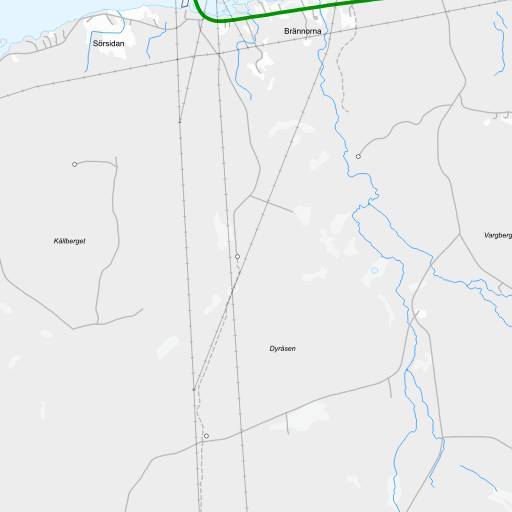 Brännorna
Sörsidan
Vargberg
Källberget
Dyråsen